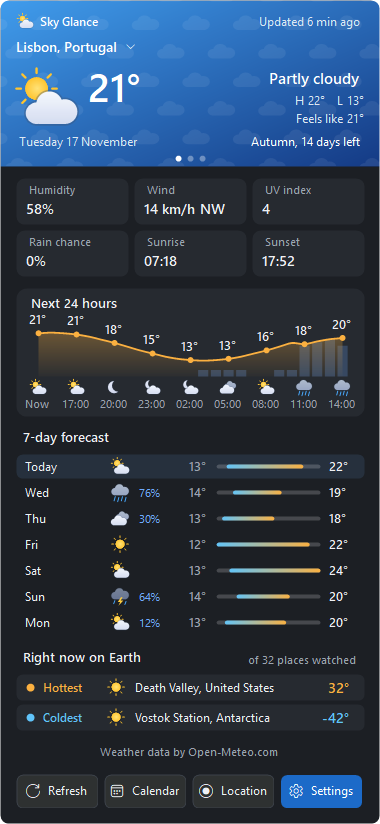 Sky Glance
Updated 6 min ago
Lisbon, Portugal
21°
Partly cloudy
H 22° L 13°
Feels like 21°
Tuesday 17 November
Autumn, 14 days left
Humidity
58%
Wind
14 km/h NW
UV index
4
Rain chance
0%
Sunrise
07:18
Sunset
17:52
Next 24 hours
21° 21° 18° 15° 13° 13° 16° 18° 20°
Now 17:00 20:00 23:00 02:00 05:00 08:00 11:00 14:00
7-day forecast
Today 13° 22°
Wed 76% 14° 19°
Thu 30% 13° 18°
Fri 12° 22°
Sat 13° 24°
Sun 64% 14° 20°
Mon 12% 13° 20°
Right now on Earth
of 32 places watched
Hottest Death Valley, United States 32°
Coldest Vostok Station, Antarctica -42°
Weather data by Open-Meteo.com
Refresh Calendar Location Settings